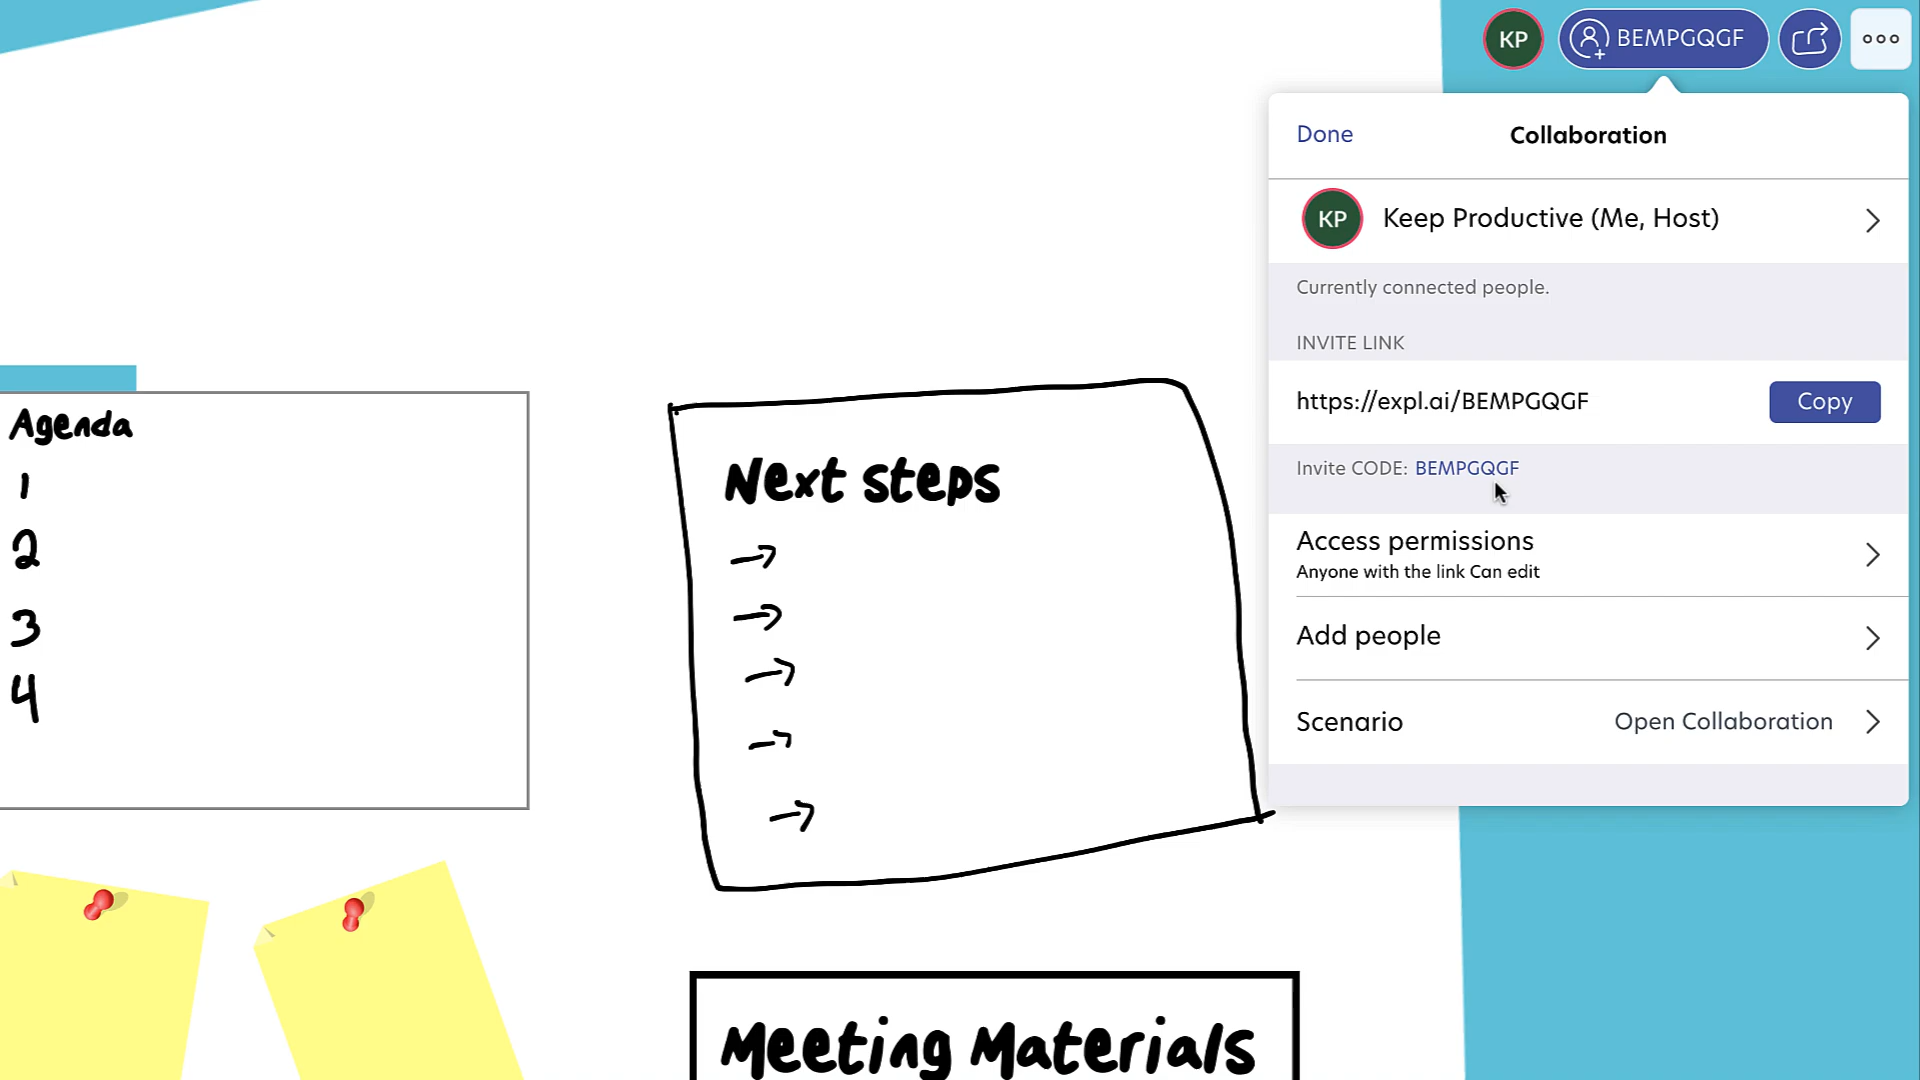 KP
BEMPGQGF
Done
Collaboration
KP
Keep Productive (Me, Host)
Currently connected people.
INVITE LINK
https://expl.ai/BEMPGQGF
Copy
Invite CODE: BEMPGQGF
Access permissions
Anyone with the link Can edit
Add people
Scenario
Open Collaboration
Agenda
1
2
3
4
Next steps
Meeting Materials